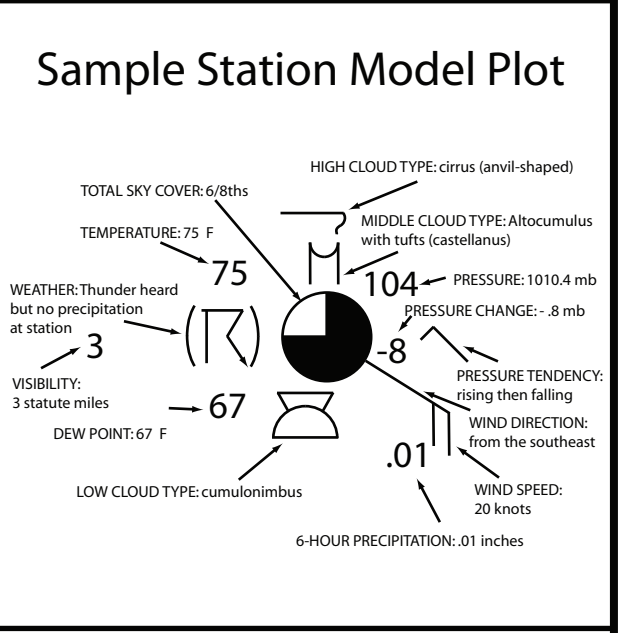 Sample Station Model Plot
HIGH CLOUD TYPE: cirrus (anvil-shaped)
TOTAL SKY COVER: 6/8ths
MIDDLE CLOUD TYPE: Altocumulus
with tufts (castellanus)
TEMPERATURE: 75 F
75
104
PRESSURE: 1010.4 mb
WEATHER: Thunder heard
but no precipitation
at station
PRESSURE CHANGE: - .8 mb
3
-8
VISIBILITY:
3 statute miles
PRESSURE TENDENCY:
rising then falling
67
DEW POINT: 67 F
WIND DIRECTION:
from the southeast
.01
LOW CLOUD TYPE: cumulonimbus
WIND SPEED:
20 knots
6-HOUR PRECIPITATION: .01 inches